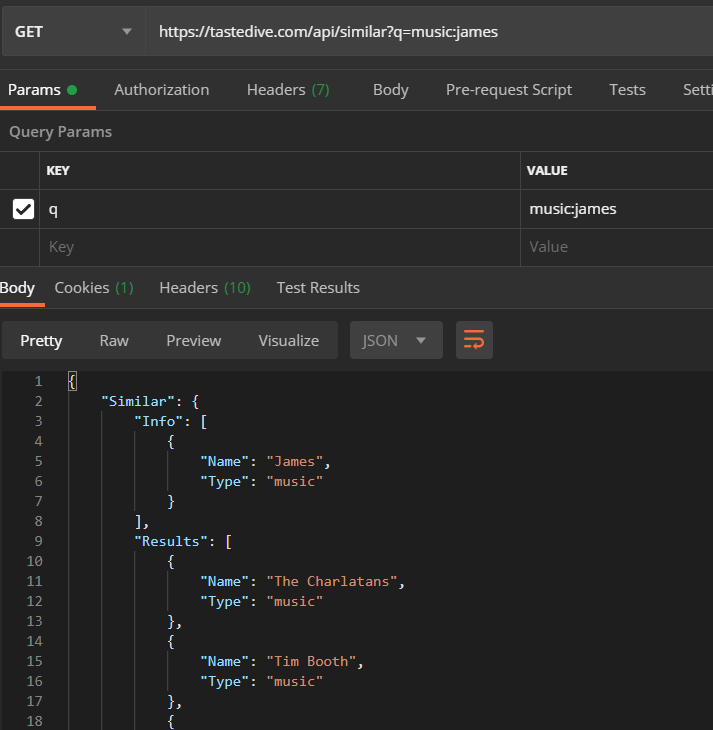 GET https://tastedive.com/api/similar?q=music:james
Params Authorization Headers (7) Body Pre-request Script Tests Setti
Query Params
KEY VALUE
q music:james
Key Value
Body Cookies (1) Headers (10) Test Results
Pretty Raw Preview Visualize JSON
1 {
2 "Similar": {
3 "Info": [
4 {
5 "Name": "James",
6 "Type": "music"
7 }
8 ],
9 "Results": [
10 {
11 "Name": "The Charlatans",
12 "Type": "music"
13 },
14 {
15 "Name": "Tim Booth",
16 "Type": "music"
17 },
18 {